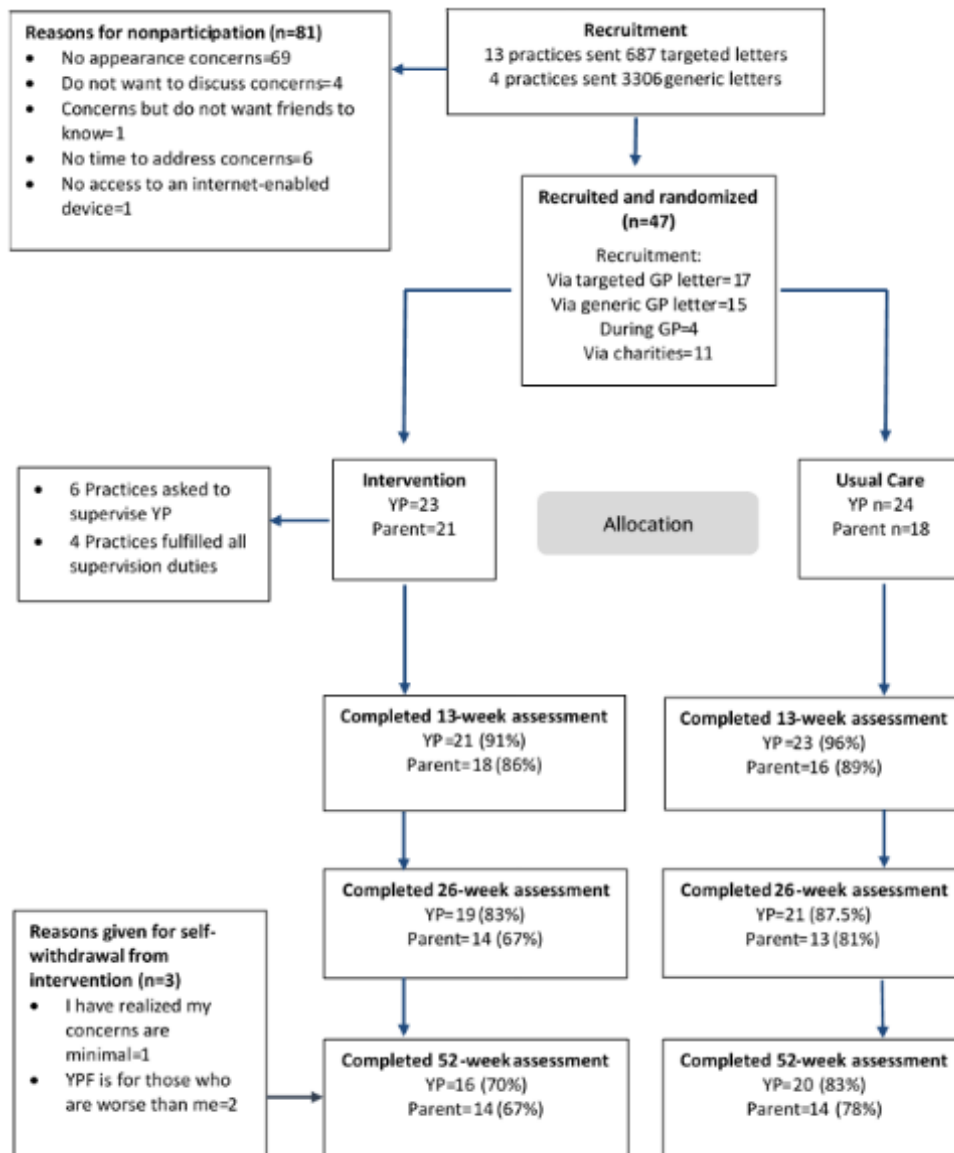 Reasons for nonparticipation (n=81)
• No appearance concerns=69
• Do not want to discuss concerns=4
• Concerns but do not want friends to
know=1
• No time to address concerns=6
• No access to an internet-enabled
device=1
Recruitment
13 practices sent 687 targeted letters
4 practices sent 3306 generic letters
Recruited and randomized
(n=47)
Recruitment:
Via targeted GP letter=17
Via generic GP letter=15
During GP=4
Via charities=11
• 6 Practices asked to
supervise YP
• 4 Practices fulfilled all
supervision duties
Intervention
YP=23
Parent=21
Allocation
Usual Care
YP n=24
Parent n=18
Completed 13-week assessment
YP=21 (91%)
Parent=18 (86%)
Completed 13-week assessment
YP=23 (96%)
Parent=16 (89%)
Completed 26-week assessment
YP=19 (83%)
Parent=14 (67%)
Completed 26-week assessment
YP=21 (87.5%)
Parent=13 (81%)
Reasons given for self-
withdrawal from
intervention (n=3)
• I have realized my
concerns are
minimal=1
• YPF is for those who
are worse than me=2
Completed 52-week assessment
YP=16 (70%)
Parent=14 (67%)
Completed 52-week assessment
YP=20 (83%)
Parent=14 (78%)